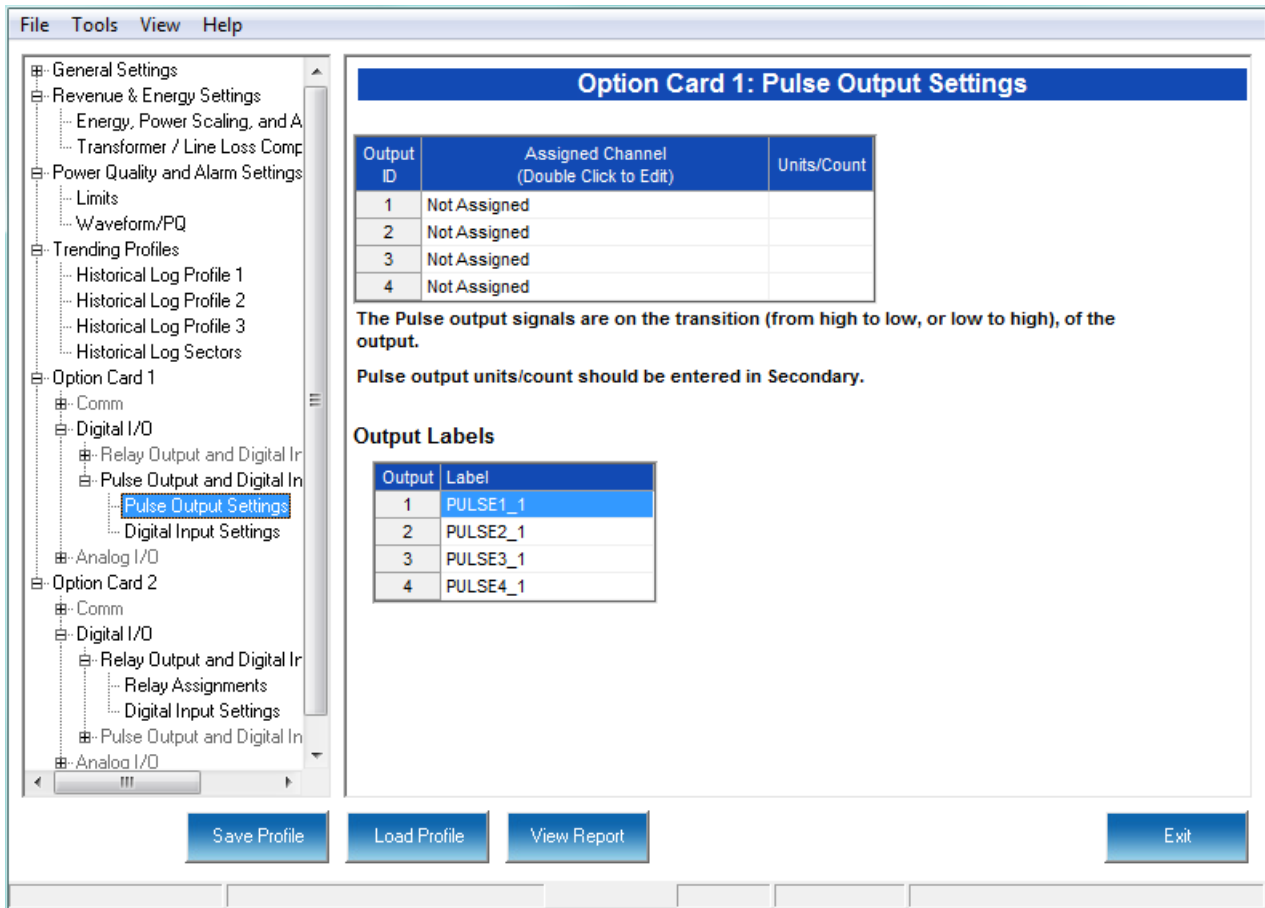 File Tools View Help
General Settings
Revenue & Energy Settings
Energy, Power Scaling, and A
Transformer / Line Loss Comp
Power Quality and Alarm Settings
Limits
Waveform/PQ
Trending Profiles
Historical Log Profile 1
Historical Log Profile 2
Historical Log Profile 3
Historical Log Sectors
Option Card 1
Comm
Digital I/O
Relay Output and Digital Ir
Pulse Output and Digital In
Pulse Output Settings
Digital Input Settings
Analog I/O
Option Card 2
Comm
Digital I/O
Relay Output and Digital Ir
Relay Assignments
Digital Input Settings
Pulse Output and Digital In
Analog I/O
Option Card 1: Pulse Output Settings
Output ID Assigned Channel (Double Click to Edit) Units/Count
1 Not Assigned
2 Not Assigned
3 Not Assigned
4 Not Assigned
The Pulse output signals are on the transition (from high to low, or low to high), of the
output.
Pulse output units/count should be entered in Secondary.
Output Labels
Output Label
1 PULSE1_1
2 PULSE2_1
3 PULSE3_1
4 PULSE4_1
Save Profile Load Profile View Report Exit